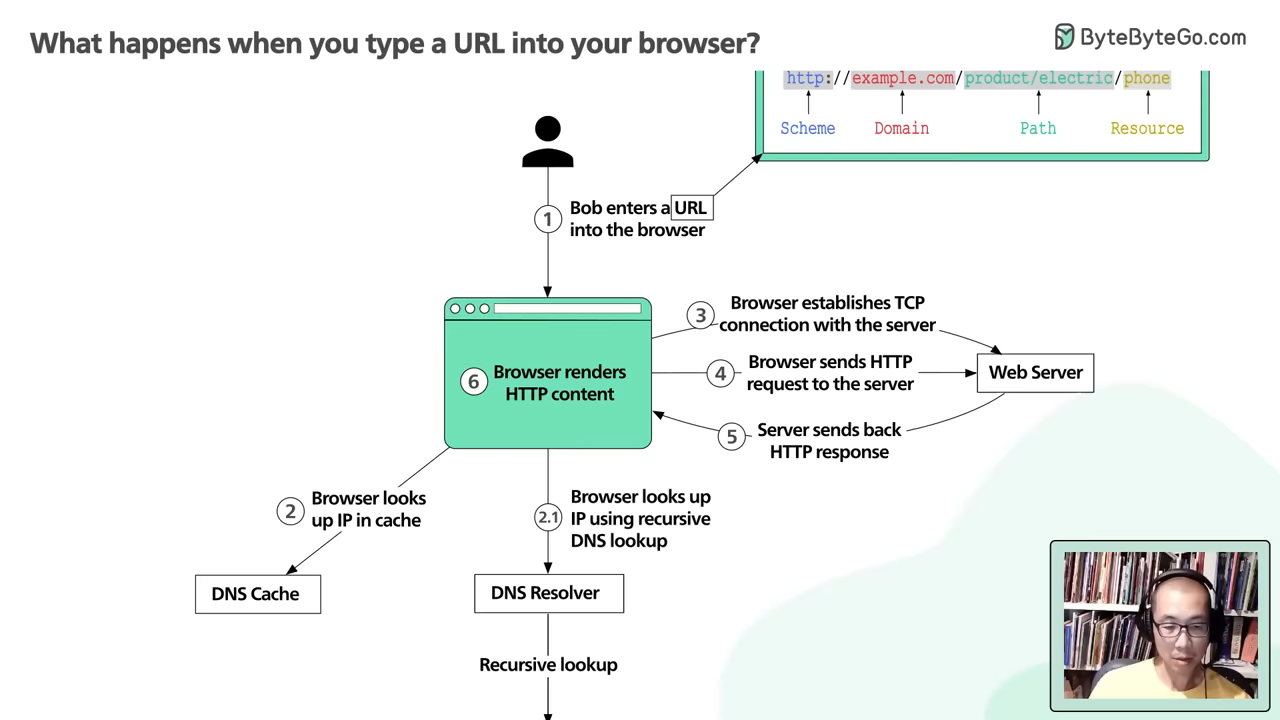 What happens when you type a URL into your browser?
ByteByteGo.com
http://example.com/product/electric/phone
Scheme
Domain
Path
Resource
1
Bob enters a URL
into the browser
3
Browser establishes TCP
connection with the server
4
Browser sends HTTP
request to the server
Web Server
6
Browser renders
HTTP content
5
Server sends back
HTTP response
2
Browser looks
up IP in cache
2.1
Browser looks up
IP using recursive
DNS lookup
DNS Cache
DNS Resolver
Recursive lookup